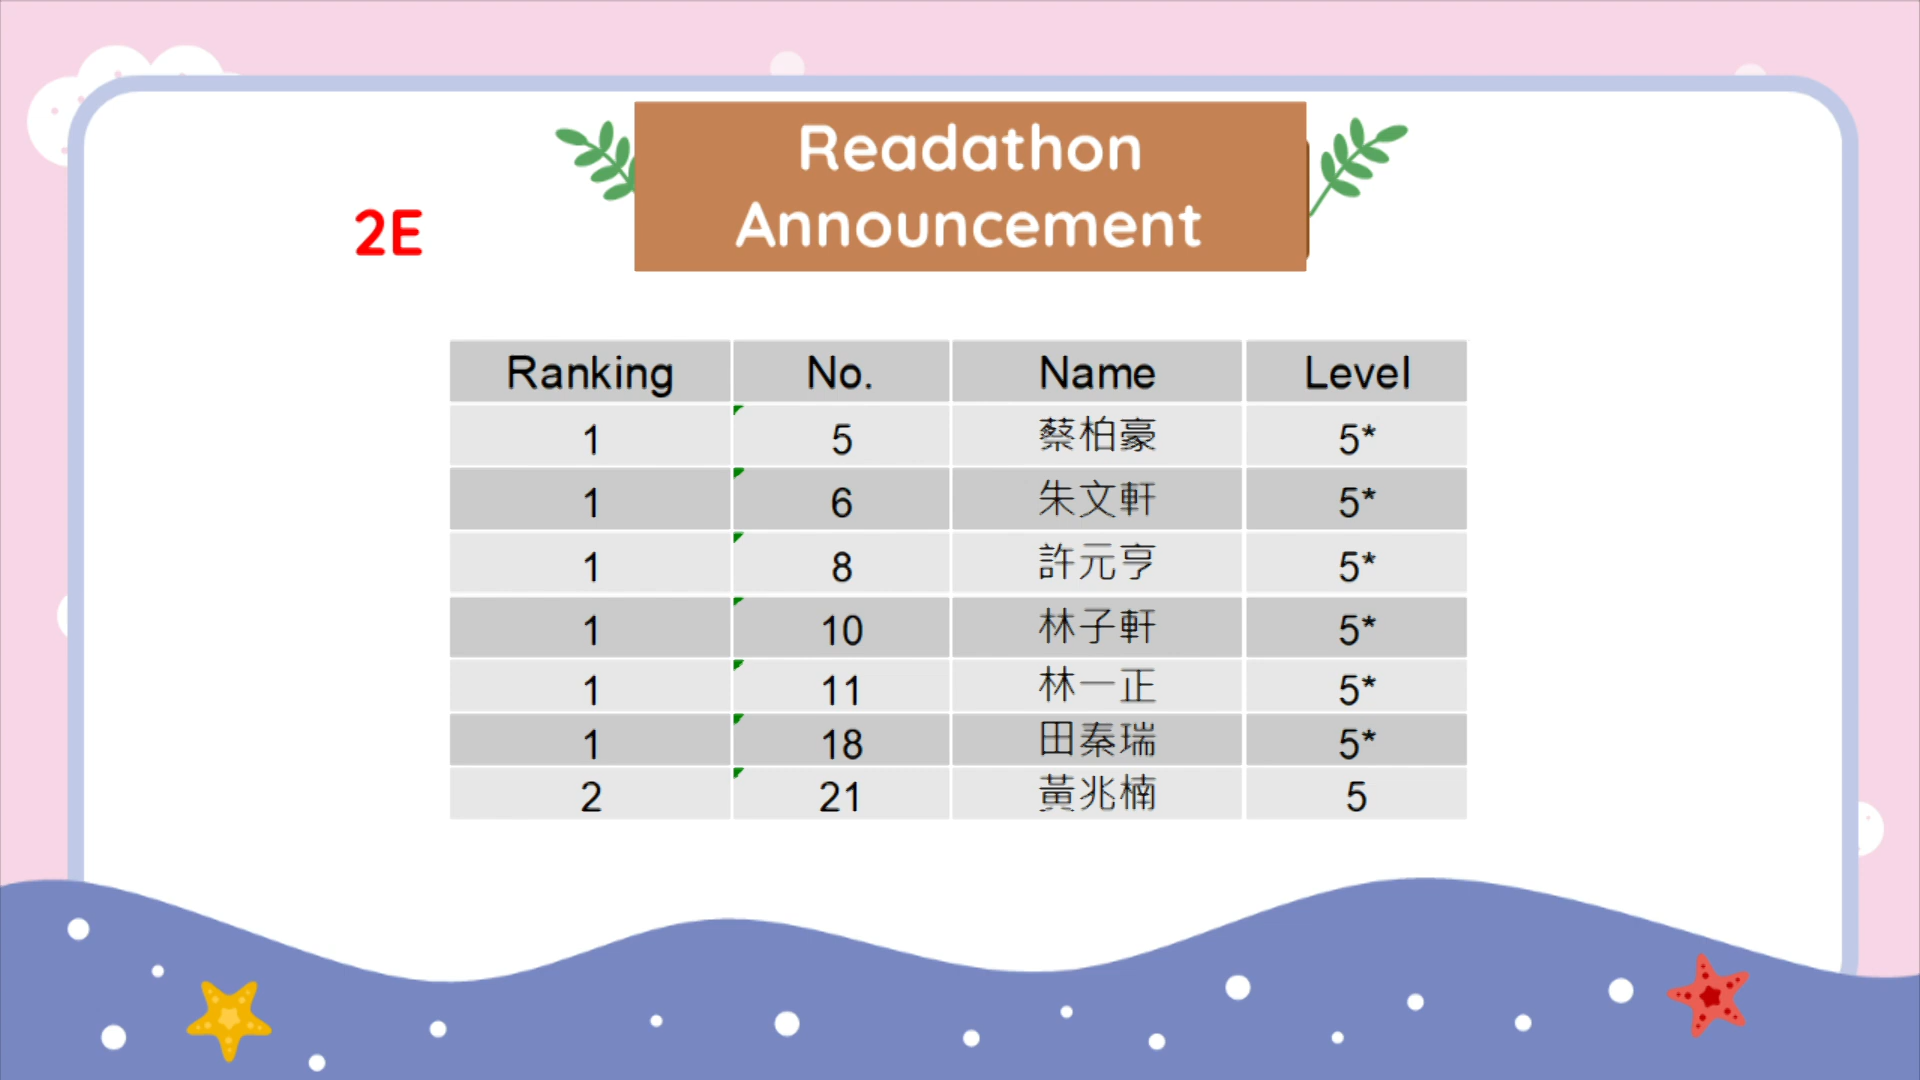 Readathon
Announcement
2E
Ranking No. Name Level
1 5 蔡柏豪 5*
1 6 朱文軒 5*
1 8 許元亨 5*
1 10 林子軒 5*
1 11 林一正 5*
1 18 田秦瑞 5*
2 21 黃兆楠 5